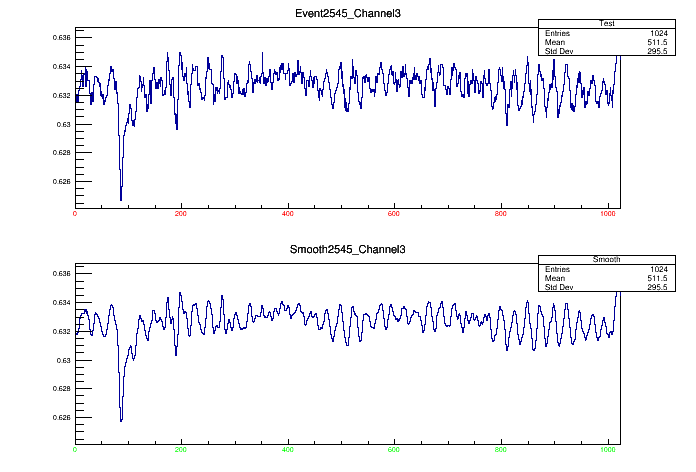 Event2545_Channel3
Test
Entries 1024
Mean 511.5
Std Dev 295.5
0.636
0.634
0.632
0.63
0.628
0.626
0 200 400 600 800 1000
Smooth2545_Channel3
Smooth
Entries 1024
Mean 511.5
Std Dev 295.5
0.636
0.634
0.632
0.63
0.628
0.626
0 200 400 600 800 1000